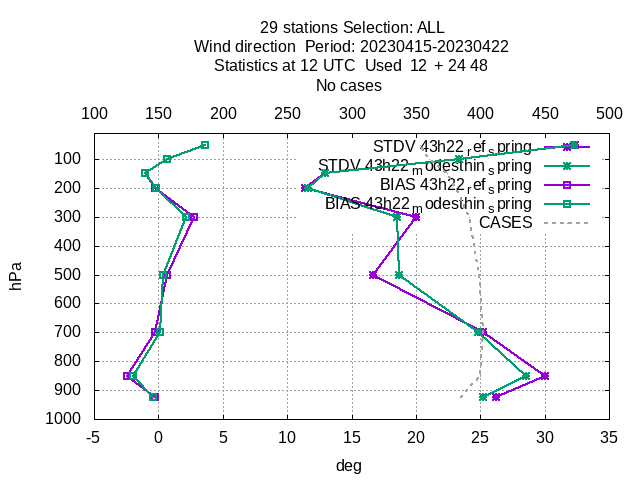 29 stations Selection: ALL
Wind direction  Period: 20230415-20230422
Statistics at 12 UTC  Used  12  + 24 48
No cases
100 150 200 250 300 350 400 450 500
STDV 43h22_ref_spring
STDV 43h22_modesthin_spring
BIAS 43h22_ref_spring
BIAS 43h22_modesthin_spring
CASES
100
200
300
400
500
600
700
800
900
1000
hPa
-5 0 5 10 15 20 25 30 35
deg